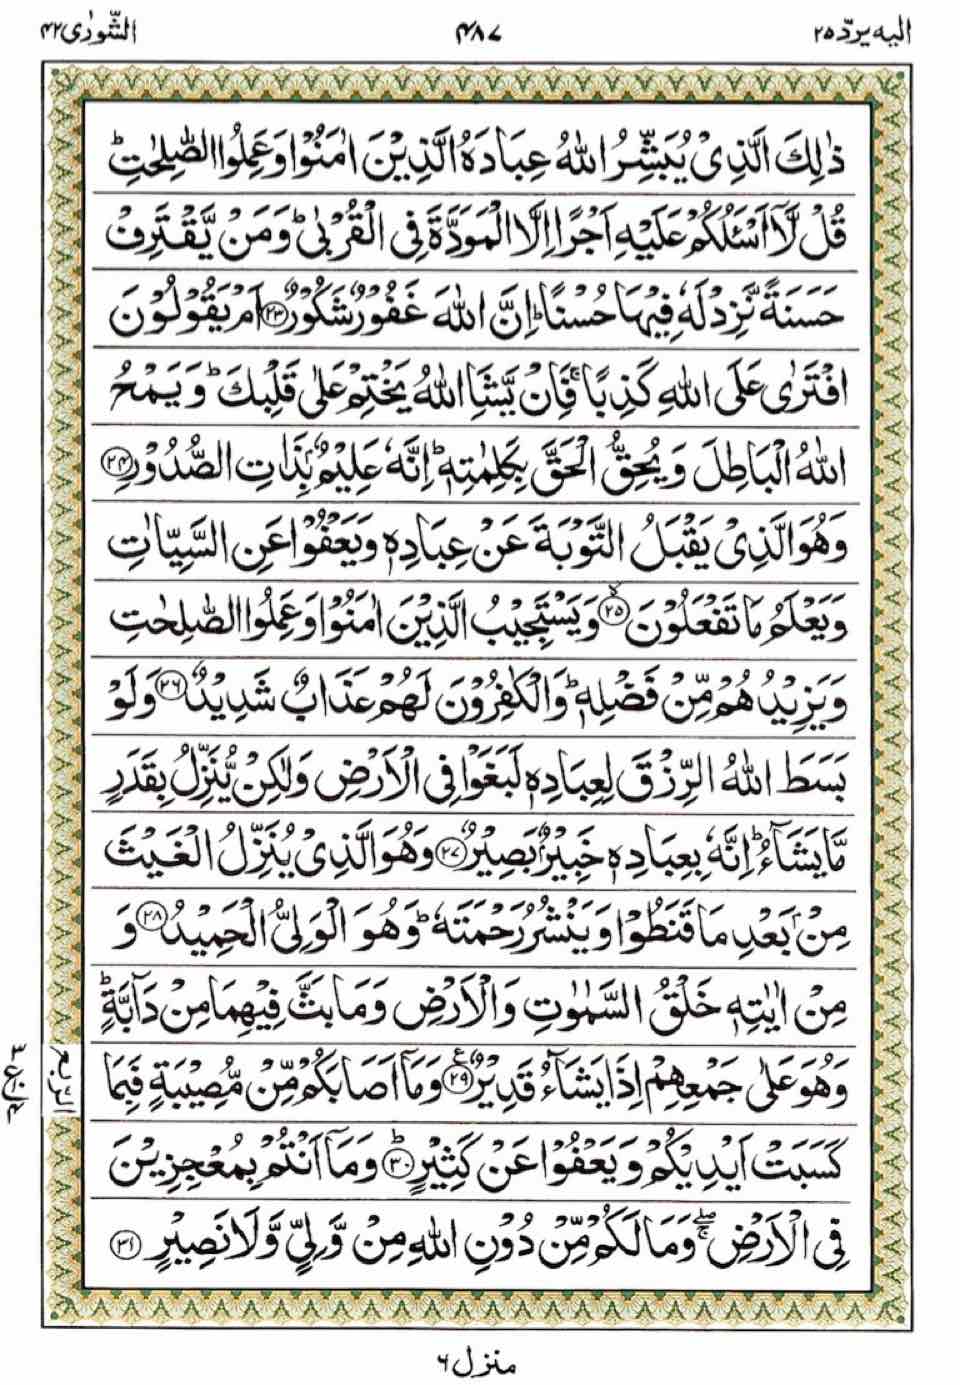 الیه یردّ ۲۵
۴۸۷
الشّورٰی ۴۲
ذٰلِكَ الَّذِیْ یُبَشِّرُ اللّٰهُ عِبَادَهُ الَّذِیْنَ اٰمَنُوْا وَعَمِلُوا الصّٰلِحٰتِ ؕ
قُلْ لَّاۤ اَسْـَٔلُكُمْ عَلَیْهِ اَجْرًا اِلَّا الْمَوَدَّةَ فِی الْقُرْبٰی ؕ وَمَنْ یَّقْتَرِفْ
حَسَنَةً نَّزِدْ لَهٗ فِیْهَا حُسْنًا ؕ اِنَّ اللّٰهَ غَفُوْرٌ شَكُوْرٌ ﴿۲۳﴾ اَمْ یَقُوْلُوْنَ
افْتَرٰی عَلَی اللّٰهِ كَذِبًا ۚ فَاِنْ یَّشَاِ اللّٰهُ یَخْتِمْ عَلٰی قَلْبِكَ ؕ وَیَمْحُ
اللّٰهُ الْبَاطِلَ وَیُحِقُّ الْحَقَّ بِكَلِمٰتِهٖ ؕ اِنَّهٗ عَلِیْمٌۢ بِذَاتِ الصُّدُوْرِ ﴿۲۴﴾
وَهُوَ الَّذِیْ یَقْبَلُ التَّوْبَةَ عَنْ عِبَادِهٖ وَیَعْفُوْا عَنِ السَّیِّاٰتِ
وَیَعْلَمُ مَا تَفْعَلُوْنَ ﴿۲۵﴾ۙ وَیَسْتَجِیْبُ الَّذِیْنَ اٰمَنُوْا وَعَمِلُوا الصّٰلِحٰتِ
وَیَزِیْدُهُمْ مِّنْ فَضْلِهٖ ؕ وَالْكٰفِرُوْنَ لَهُمْ عَذَابٌ شَدِیْدٌ ﴿۲۶﴾ وَلَوْ
بَسَطَ اللّٰهُ الرِّزْقَ لِعِبَادِهٖ لَبَغَوْا فِی الْاَرْضِ وَلٰكِنْ یُّنَزِّلُ بِقَدَرٍ
مَّا یَشَآءُ ؕ اِنَّهٗ بِعِبَادِهٖ خَبِیْرٌۢ بَصِیْرٌ ﴿۲۷﴾ وَهُوَ الَّذِیْ یُنَزِّلُ الْغَیْثَ
مِنْۢ بَعْدِ مَا قَنَطُوْا وَیَنْشُرُ رَحْمَتَهٗ ؕ وَهُوَ الْوَلِیُّ الْحَمِیْدُ ﴿۲۸﴾ وَ
مِنْ اٰیٰتِهٖ خَلْقُ السَّمٰوٰتِ وَالْاَرْضِ وَمَا بَثَّ فِیْهِمَا مِنْ دَآبَّةٍ ؕ
وَهُوَ عَلٰی جَمْعِهِمْ اِذَا یَشَآءُ قَدِیْرٌ ﴿۲۹﴾ وَمَاۤ اَصَابَكُمْ مِّنْ مُّصِیْبَةٍ فَبِمَا
كَسَبَتْ اَیْدِیْكُمْ وَیَعْفُوْا عَنْ كَثِیْرٍ ﴿۳۰﴾ؕ وَمَاۤ اَنْتُمْ بِمُعْجِزِیْنَ
فِی الْاَرْضِ ۚۖ وَمَا لَكُمْ مِّنْ دُوْنِ اللّٰهِ مِنْ وَّلِیٍّ وَّلَا نَصِیْرٍ ﴿۳۱﴾
الربع
منزل ۶